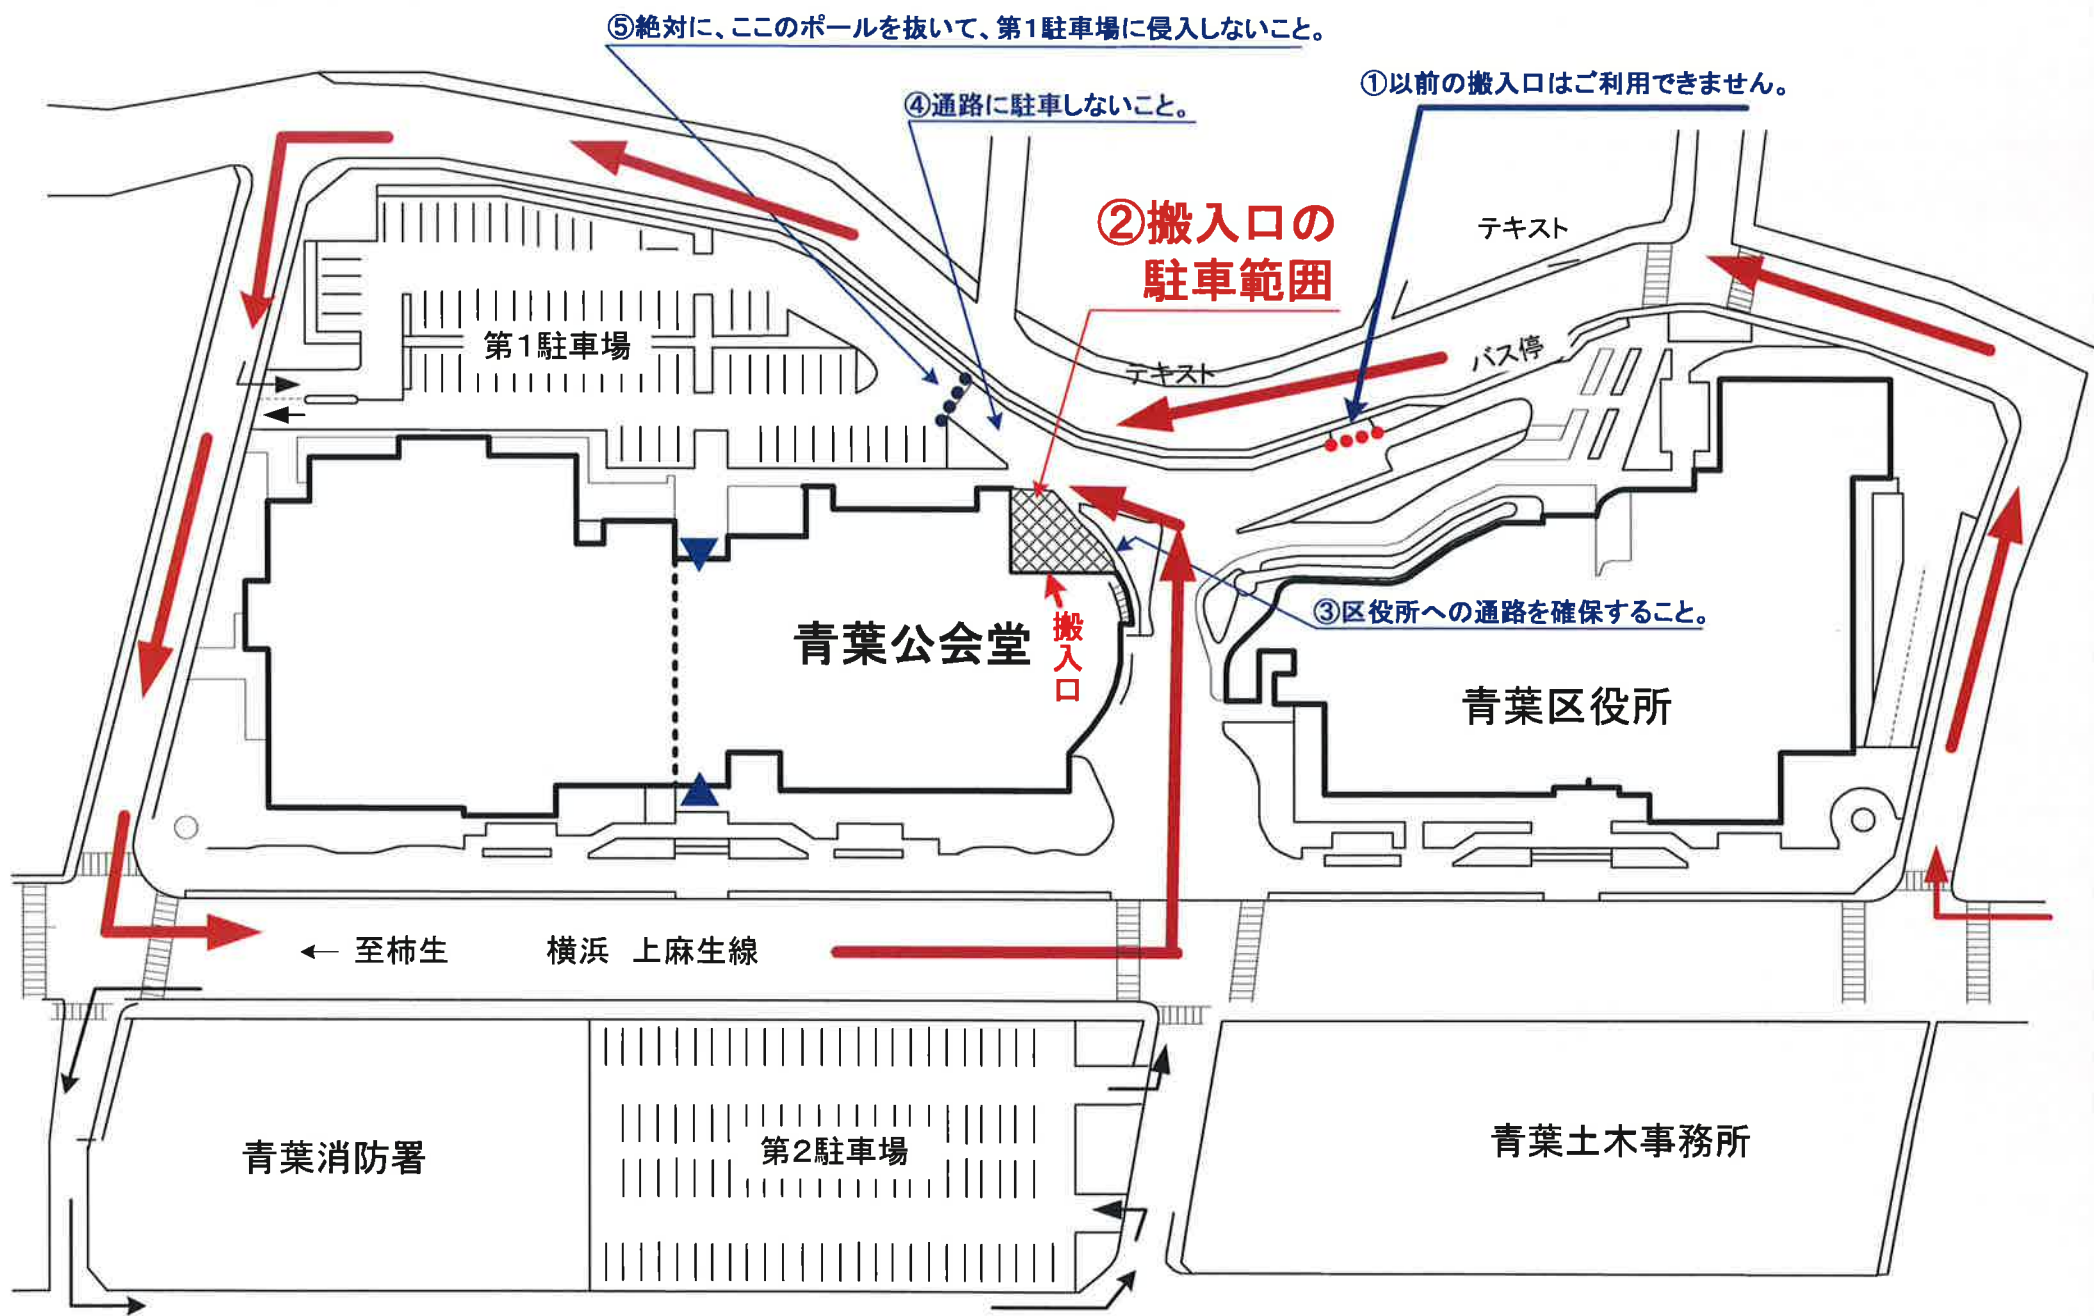 ⑤絶対に、ここのポールを抜いて、第1駐車場に侵入しないこと。
①以前の搬入口はご利用できません。
④通路に駐車しないこと。
②搬入口の
駐車範囲
テキスト
第1駐車場
テキスト
バス停
③区役所への通路を確保すること。
青葉公会堂
搬入口
青葉区役所
← 至柿生
横浜 上麻生線
青葉消防署
第2駐車場
青葉土木事務所